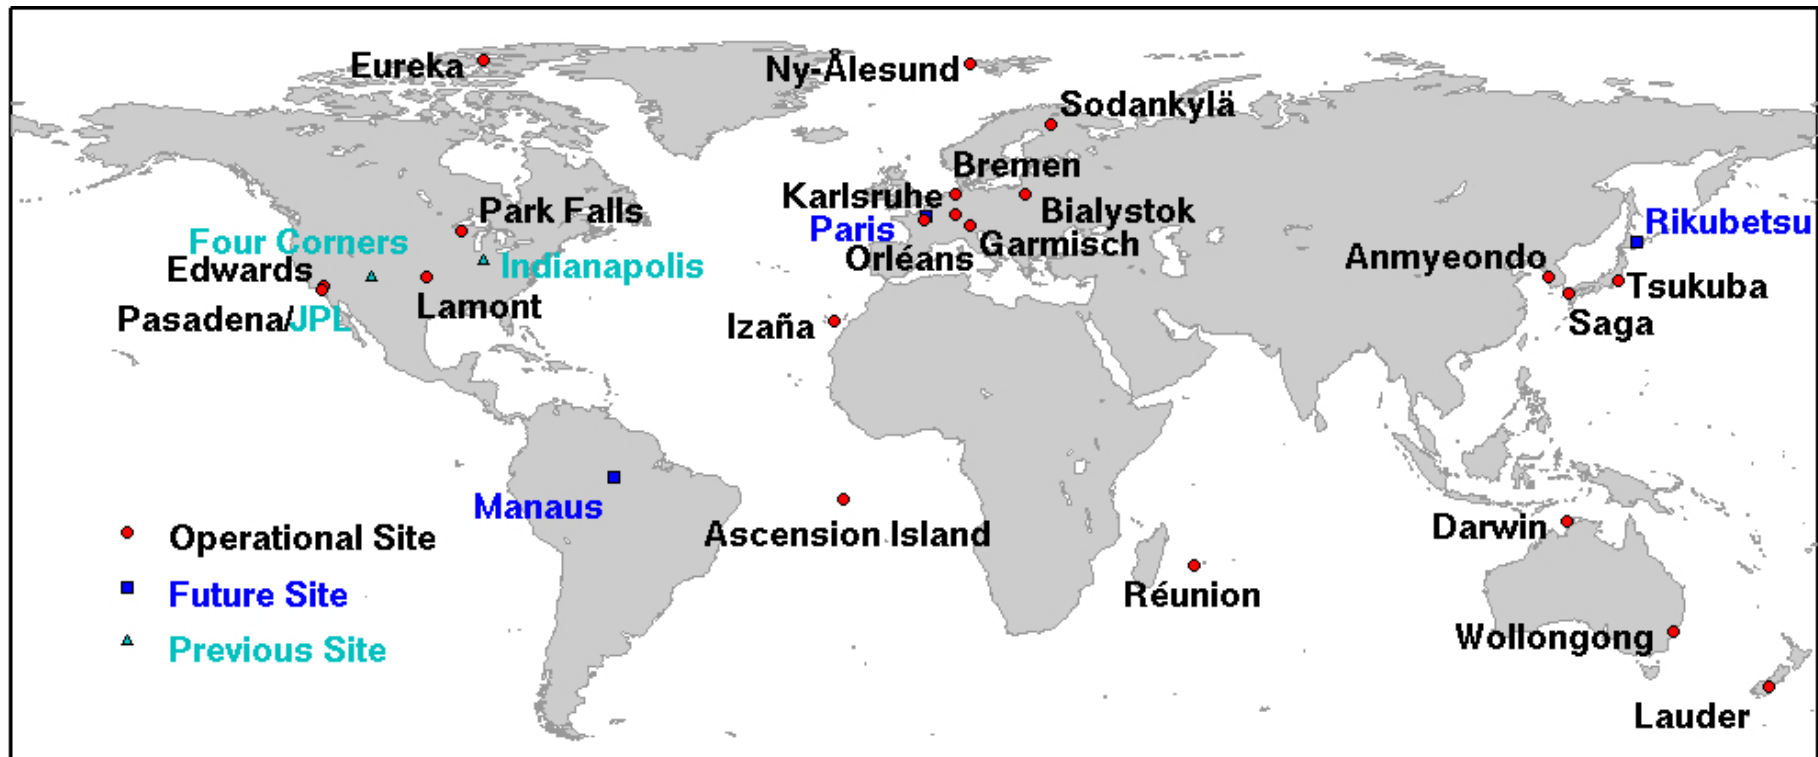 Eureka
Ny-Ålesund
Sodankylä
Bremen
Karlsruhe
Park Falls
Bialystok
Paris
Rikubetsu
Four Corners
Garmisch
Orléans
Anmyeondo
Edwards
Indianapolis
Tsukuba
Lamont
Pasadena/JPL
Izaña
Saga
Manaus
Ascension Island
Darwin
Operational Site
Réunion
Future Site
Wollongong
Previous Site
Lauder